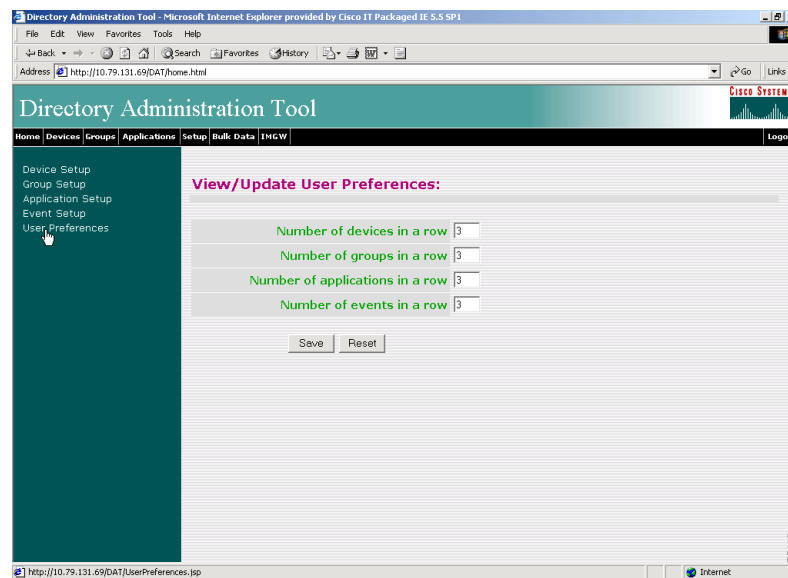 Directory Administration Tool - Microsoft Internet Explorer provided by Cisco IT Packaged IE 5.5 SP1
File Edit View Favorites Tools Help
Back Search Favorites History
Address http://10.79.131.69/DAT/home.html Go Links
Directory Administration Tool
CISCO SYSTEM
Home Devices Groups Applications Setup Bulk Data IMGW Logo
Device Setup
Group Setup
Application Setup
Event Setup
User Preferences
View/Update User Preferences:
Number of devices in a row 3
Number of groups in a row 3
Number of applications in a row 3
Number of events in a row 3
Save Reset
http://10.79.131.69/DAT/UserPreferences.jsp Internet